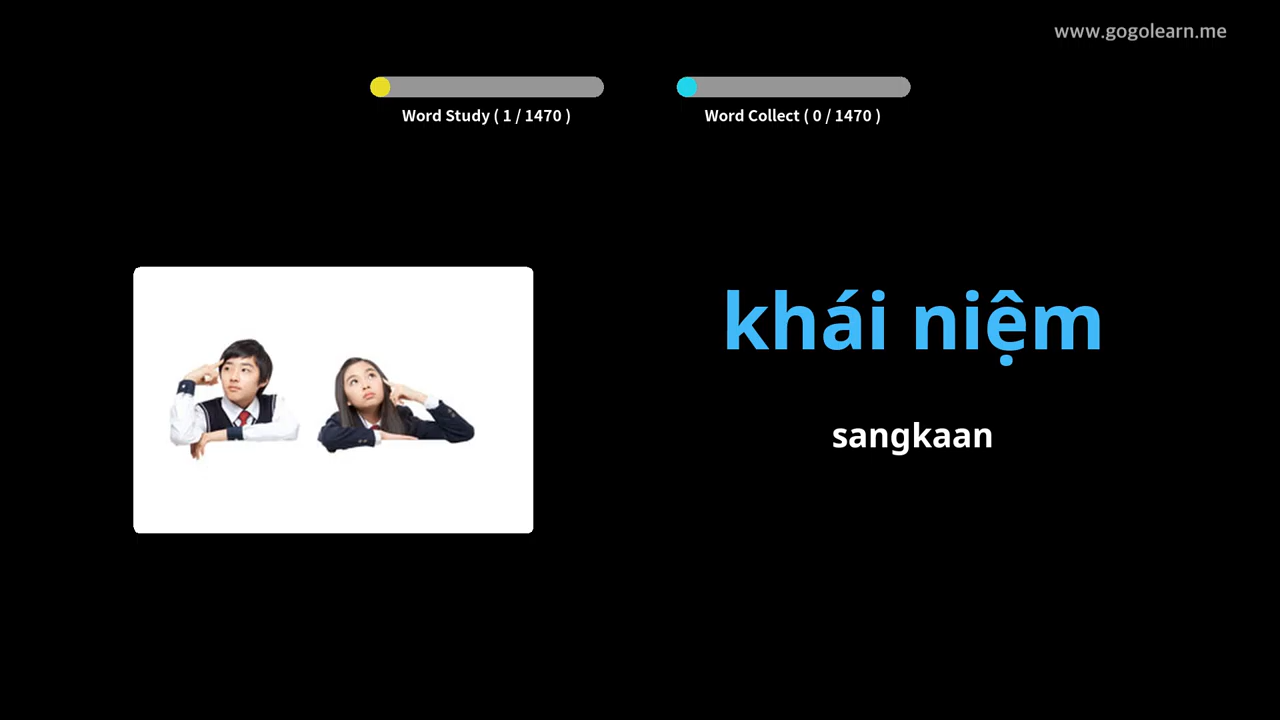 www.gogolearn.me
Word Study ( 1 / 1470 )
Word Collect ( 0 / 1470 )
khái niệm
sangkaan